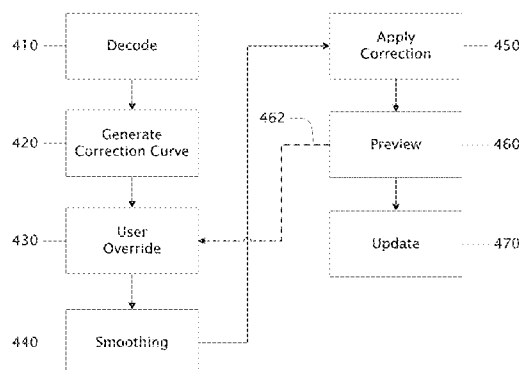 410
Decode
420
Generate
Correction Curve
430
User
Override
440
Smoothing
Apply
Correction
450
462
Preview
460
Update
470